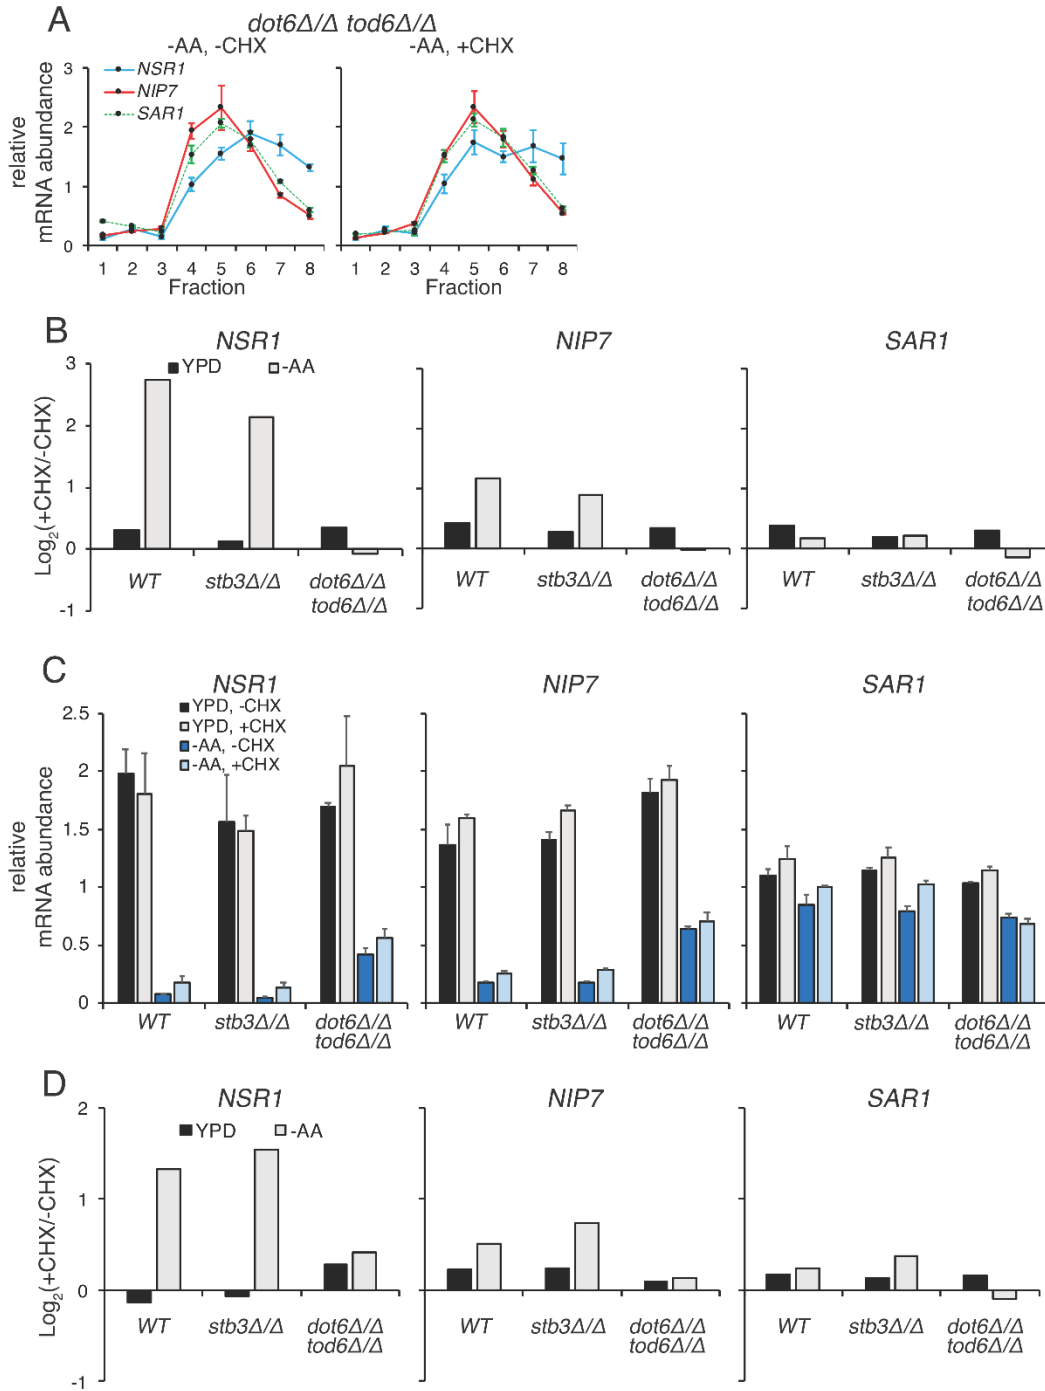 A
dot6Δ/Δ tod6Δ/Δ
-AA, -CHX
-AA, +CHX
NSR1
NIP7
SAR1
relative
mRNA abundance
3
2
1
0
1 2 3 4 5 6 7 8
1 2 3 4 5 6 7 8
Fraction
Fraction
B
NSR1
NIP7
SAR1
YPD
-AA
Log2(+CHX/-CHX)
3
2
1
0
-1
WT
stb3Δ/Δ
dot6Δ/Δ
tod6Δ/Δ
WT
stb3Δ/Δ
dot6Δ/Δ
tod6Δ/Δ
WT
stb3Δ/Δ
dot6Δ/Δ
tod6Δ/Δ
C
NSR1
NIP7
SAR1
YPD, -CHX
YPD, +CHX
-AA, -CHX
-AA, +CHX
relative
mRNA abundance
2.5
2
1.5
1
0.5
0
WT
stb3Δ/Δ
dot6Δ/Δ
tod6Δ/Δ
WT
stb3Δ/Δ
dot6Δ/Δ
tod6Δ/Δ
WT
stb3Δ/Δ
dot6Δ/Δ
tod6Δ/Δ
D
NSR1
NIP7
SAR1
YPD
-AA
Log2(+CHX/-CHX)
2
1
0
-1
WT
stb3Δ/Δ
dot6Δ/Δ
tod6Δ/Δ
WT
stb3Δ/Δ
dot6Δ/Δ
tod6Δ/Δ
WT
stb3Δ/Δ
dot6Δ/Δ
tod6Δ/Δ